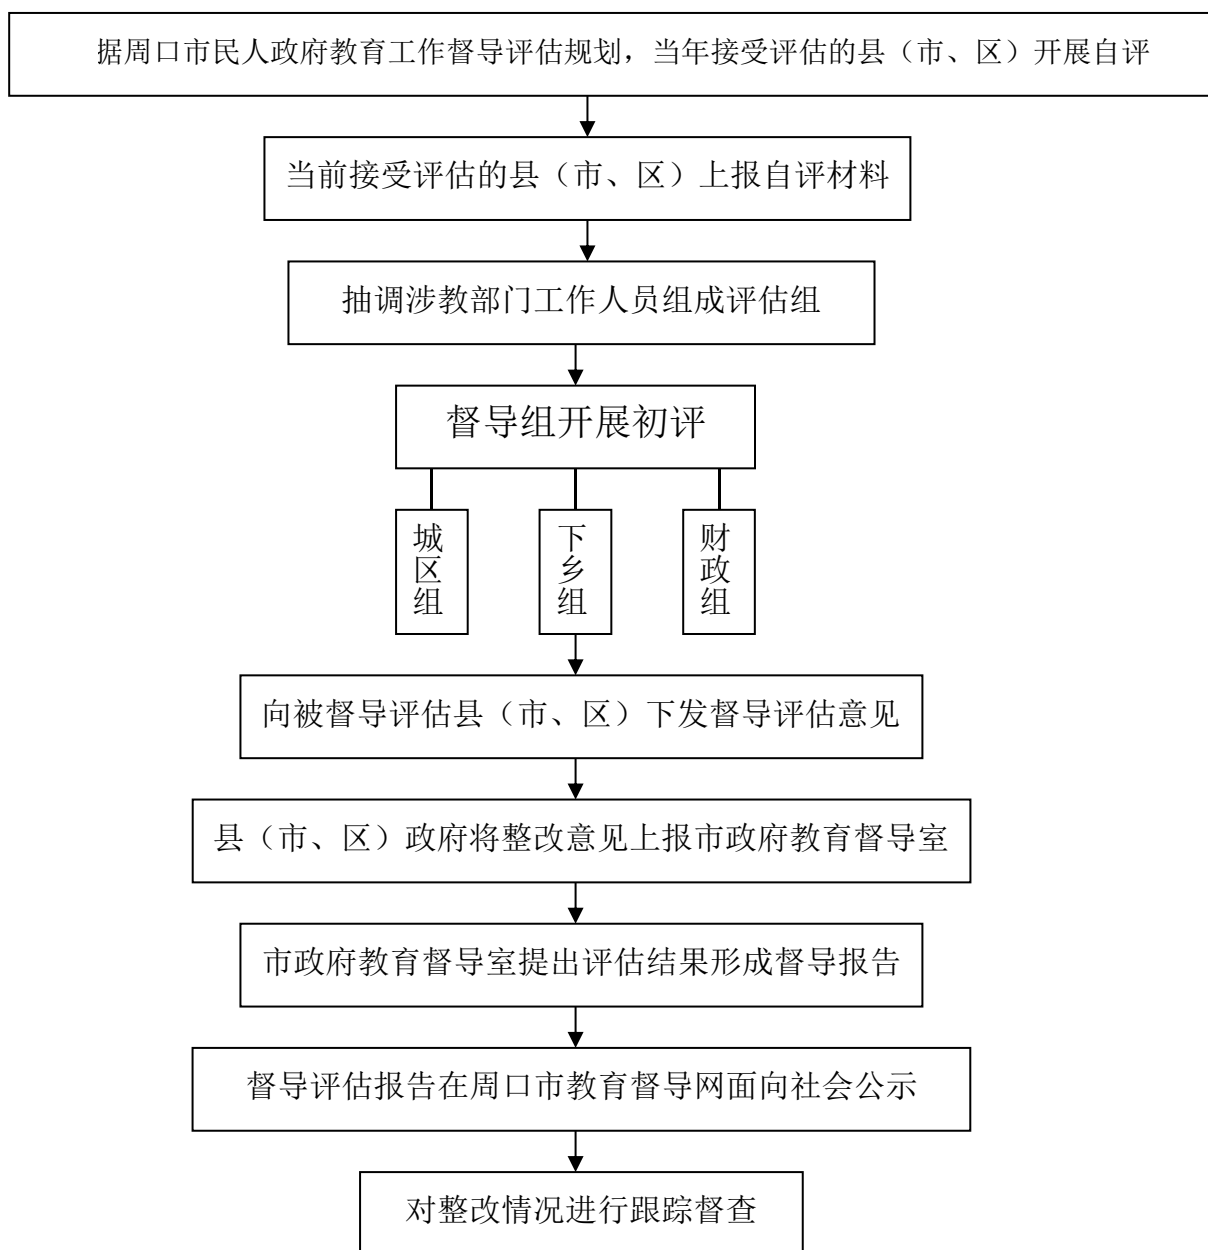 据周口市民人政府教育工作督导评估规划，当年接受评估的县（市、区）开展自评
当前接受评估的县（市、区）上报自评材料
抽调涉教部门工作人员组成评估组
督导组开展初评
城区组
下乡组
财政组
向被督导评估县（市、区）下发督导评估意见
县（市、区）政府将整改意见上报市政府教育督导室
市政府教育督导室提出评估结果形成督导报告
督导评估报告在周口市教育督导网面向社会公示
对整改情况进行跟踪督查